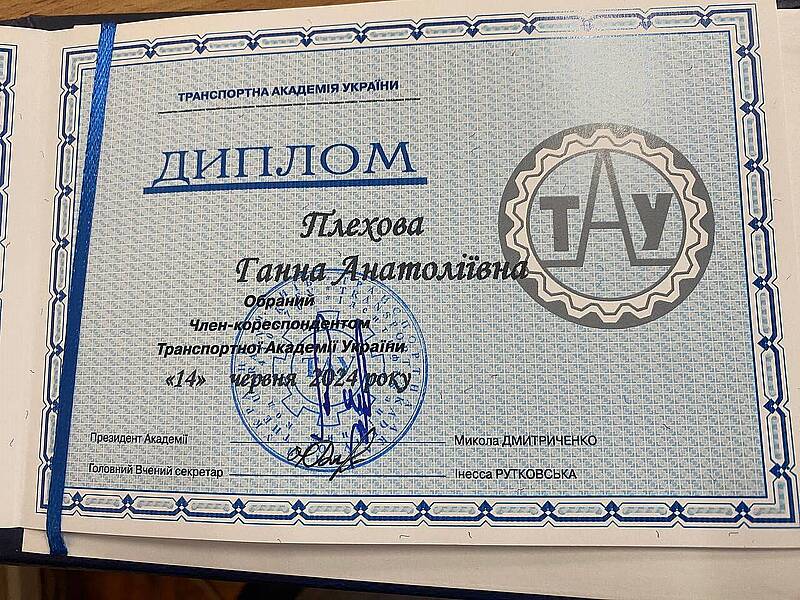 ТРАНСПОРТНА АКАДЕМІЯ УКРАЇНИ
ДИПЛОМ
ТАУ
Плехова
Ганна Анатоліївна
Обраний
Член-кореспондентом
Транспортної Академії України
«14» червня 2024 року
Президент Академії Микола ДМИТРИЧЕНКО
Головний Вчений секретар Інесса РУТКОВСЬКА